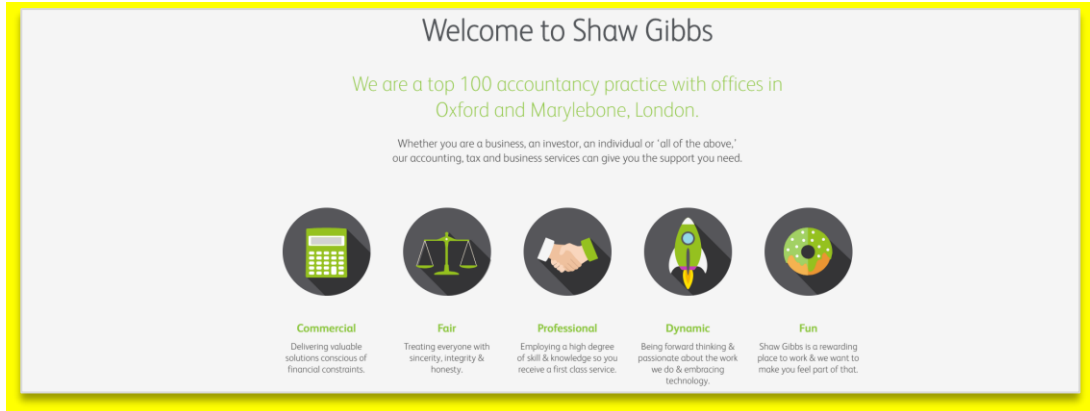 Welcome to Shaw Gibbs
We are a top 100 accountancy practice with offices in
Oxford and Marylebone, London.
Whether you are a business, an investor, an individual or ‘all of the above,’
our accounting, tax and business services can give you the support you need.
Commercial
Delivering valuable
solutions conscious of
financial constraints.
Fair
Treating everyone with
sincerity, integrity &
honesty.
Professional
Employing a high degree
of skill & knowledge so you
receive a first class service.
Dynamic
Being forward thinking &
passionate about the work
we do & embracing
technology.
Fun
Shaw Gibbs is a rewarding
place to work & we want to
make you feel part of that.